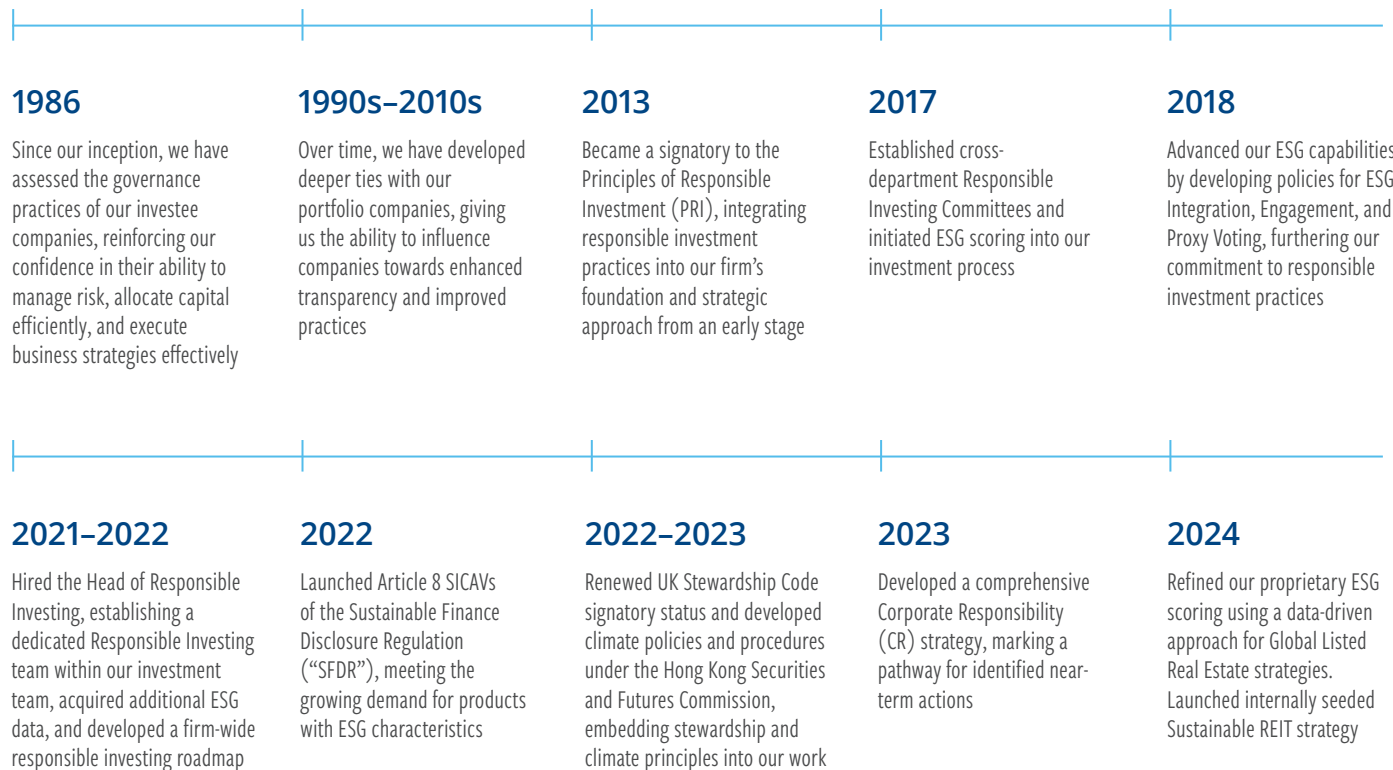 1986
Since our inception, we have
assessed the governance
practices of our investee
companies, reinforcing our
confidence in their ability to
manage risk, allocate capital
efficiently, and execute
business strategies effectively
1990s–2010s
Over time, we have developed
deeper ties with our
portfolio companies, giving
us the ability to influence
companies towards enhanced
transparency and improved
practices
2013
Became a signatory to the
Principles of Responsible
Investment (PRI), integrating
responsible investment
practices into our firm’s
foundation and strategic
approach from an early stage
2017
Established cross-
department Responsible
Investing Committees and
initiated ESG scoring into our
investment process
2018
Advanced our ESG capabilities
by developing policies for ESG
Integration, Engagement, and
Proxy Voting, furthering our
commitment to responsible
investment practices
2021–2022
Hired the Head of Responsible
Investing, establishing a
dedicated Responsible Investing
team within our investment
team, acquired additional ESG
data, and developed a firm-wide
responsible investing roadmap
2022
Launched Article 8 SICAVs
of the Sustainable Finance
Disclosure Regulation
(“SFDR”), meeting the
growing demand for products
with ESG characteristics
2022–2023
Renewed UK Stewardship Code
signatory status and developed
climate policies and procedures
under the Hong Kong Securities
and Futures Commission,
embedding stewardship and
climate principles into our work
2023
Developed a comprehensive
Corporate Responsibility
(CR) strategy, marking a
pathway for identified near-
term actions
2024
Refined our proprietary ESG
scoring using a data-driven
approach for Global Listed
Real Estate strategies.
Launched internally seeded
Sustainable REIT strategy